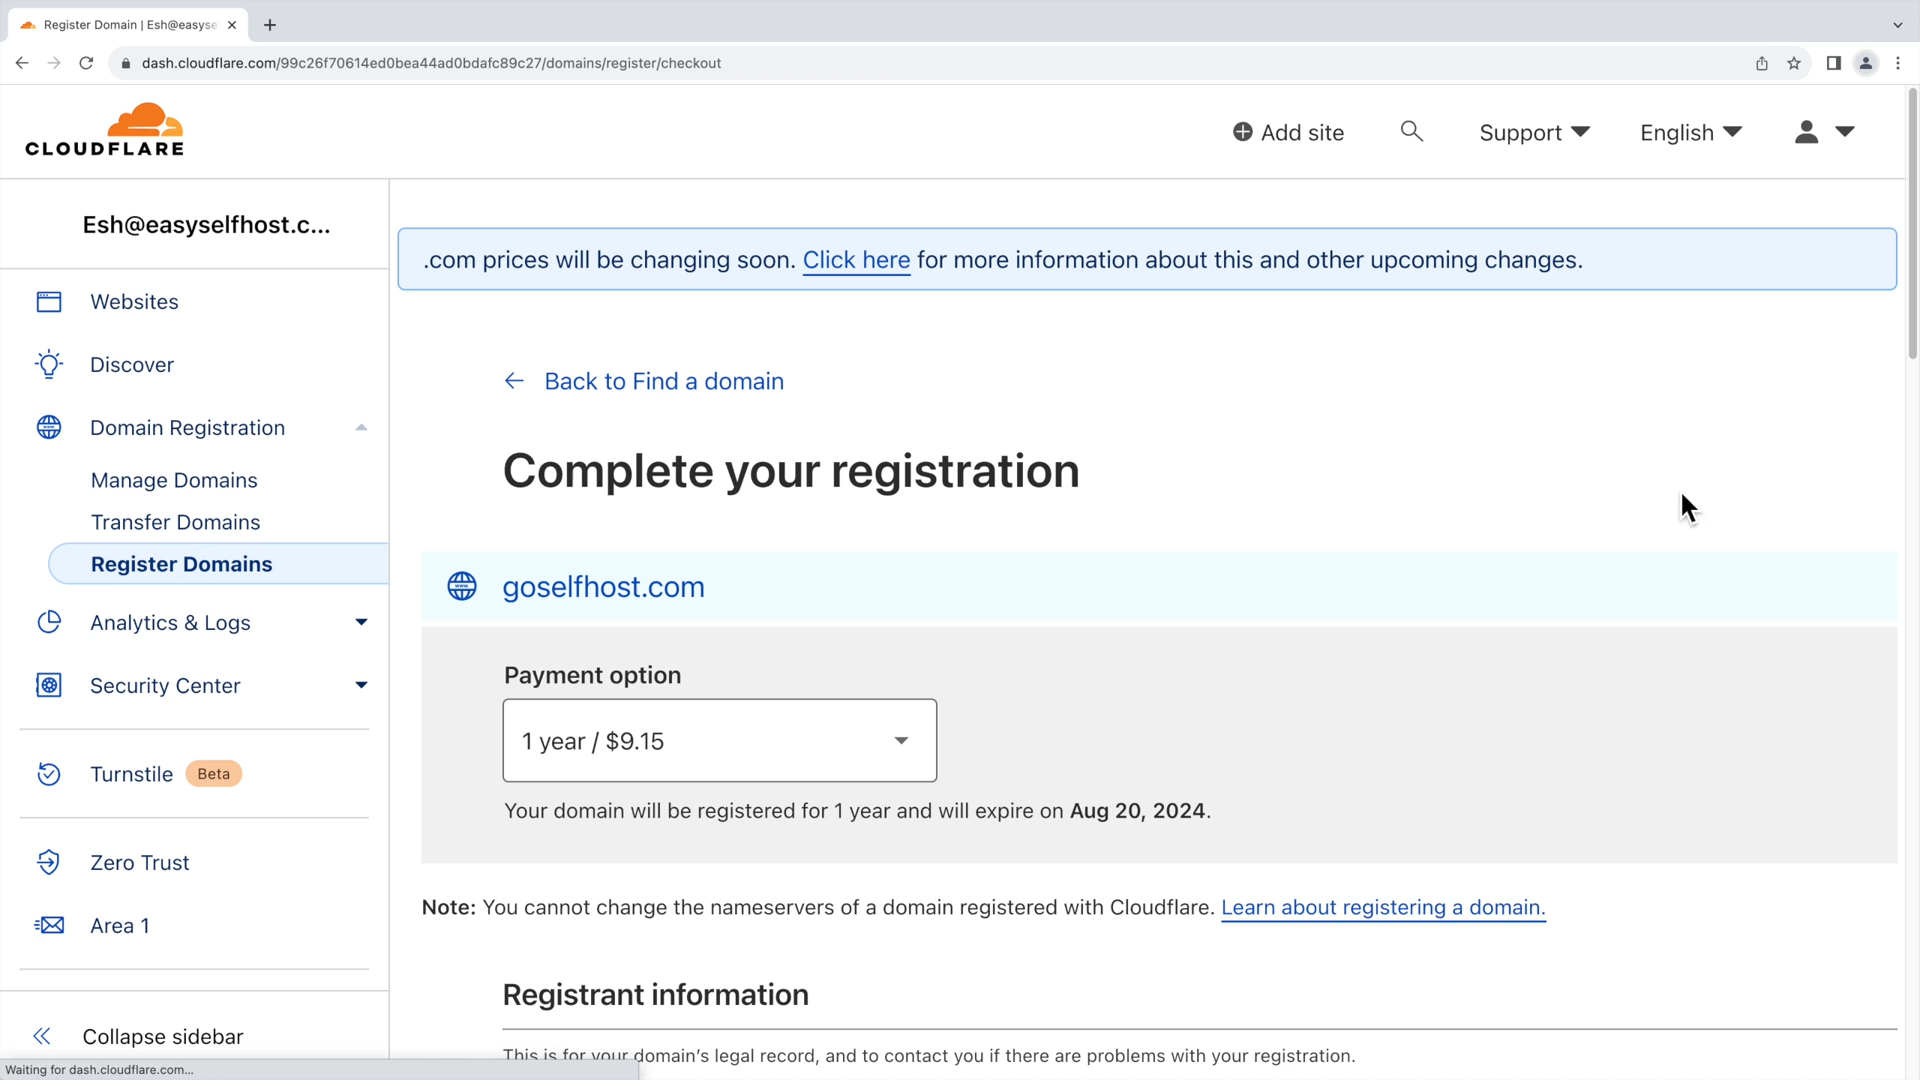 Register Domain | Esh@easyse
dash.cloudflare.com/99c26f70614ed0bea44ad0bdafc89c27/domains/register/checkout
CLOUDFLARE
Add site
Support
English
Esh@easyselfhost.c...
Websites
Discover
Domain Registration
Manage Domains
Transfer Domains
Register Domains
Analytics & Logs
Security Center
Turnstile Beta
Zero Trust
Area 1
Collapse sidebar
Waiting for dash.cloudflare.com...
.com prices will be changing soon. Click here for more information about this and other upcoming changes.
Back to Find a domain
Complete your registration
goselfhost.com
Payment option
1 year / $9.15
Your domain will be registered for 1 year and will expire on Aug 20, 2024.
Note: You cannot change the nameservers of a domain registered with Cloudflare. Learn about registering a domain.
Registrant information
This is for your domain's legal record, and to contact you if there are problems with your registration.